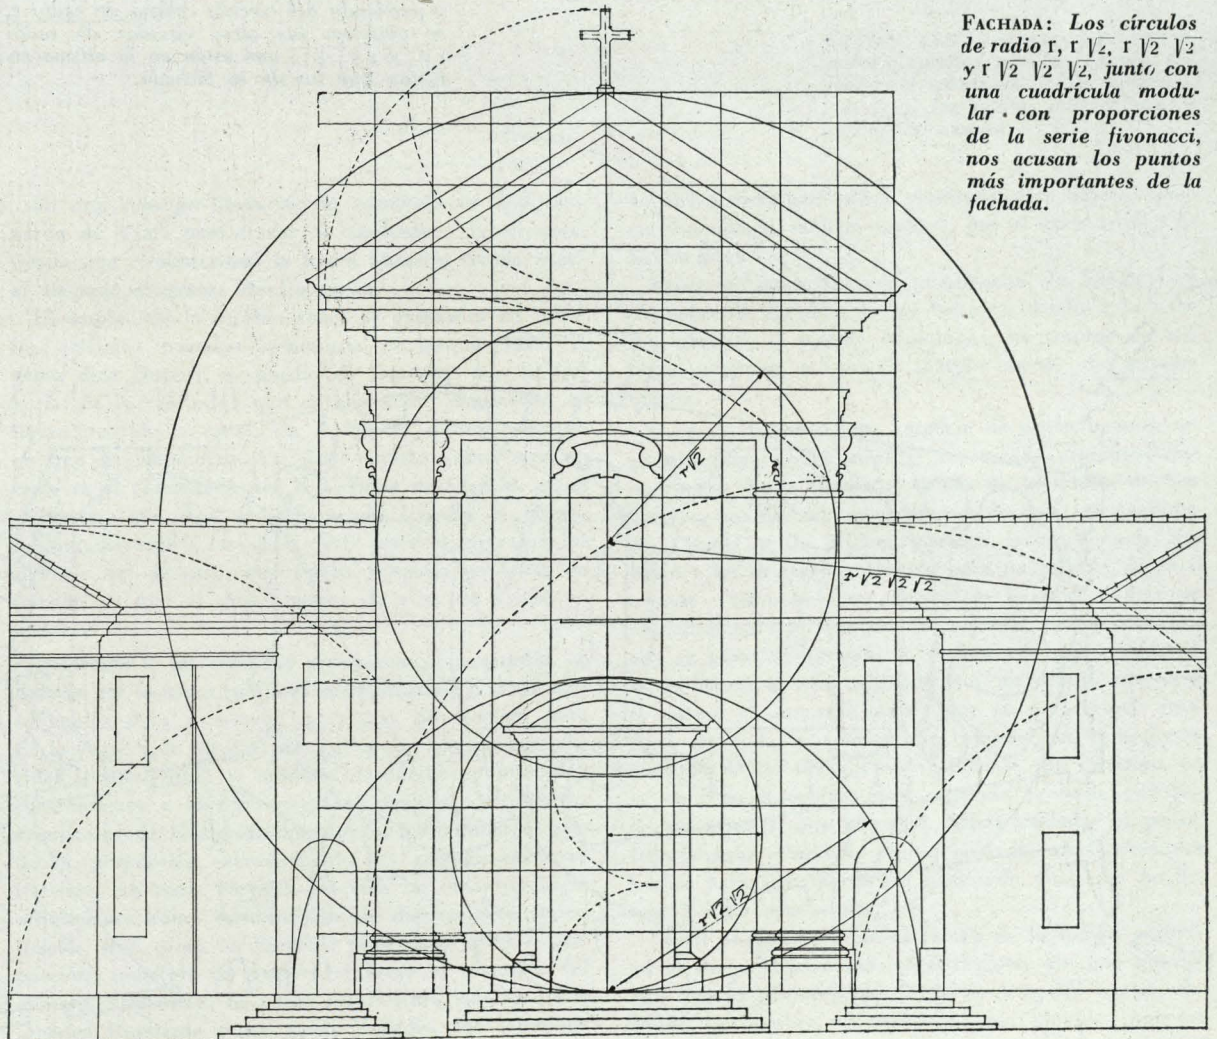 FACHADA: Los círculos
de radio r, r √2, r √2 √2
y r √2 √2 √2, junto con
una cuadrícula modu-
lar con proporciones
de la serie fivonacci,
nos acusan los puntos
más importantes de la
fachada.
r√2
r√2√2√2
r√2√2